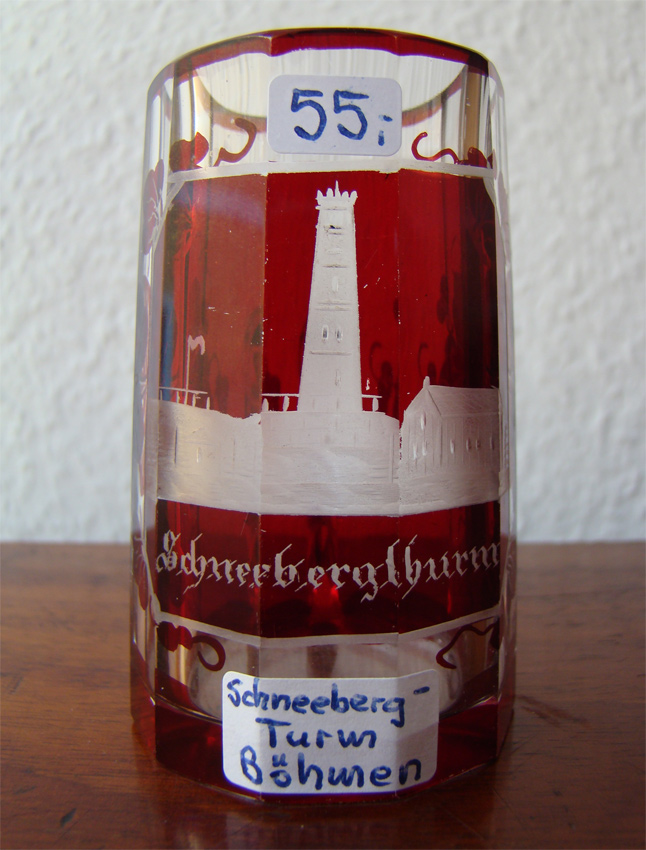 55,-
Schneebergthurm
Schneeberg-
Turm
Böhmen